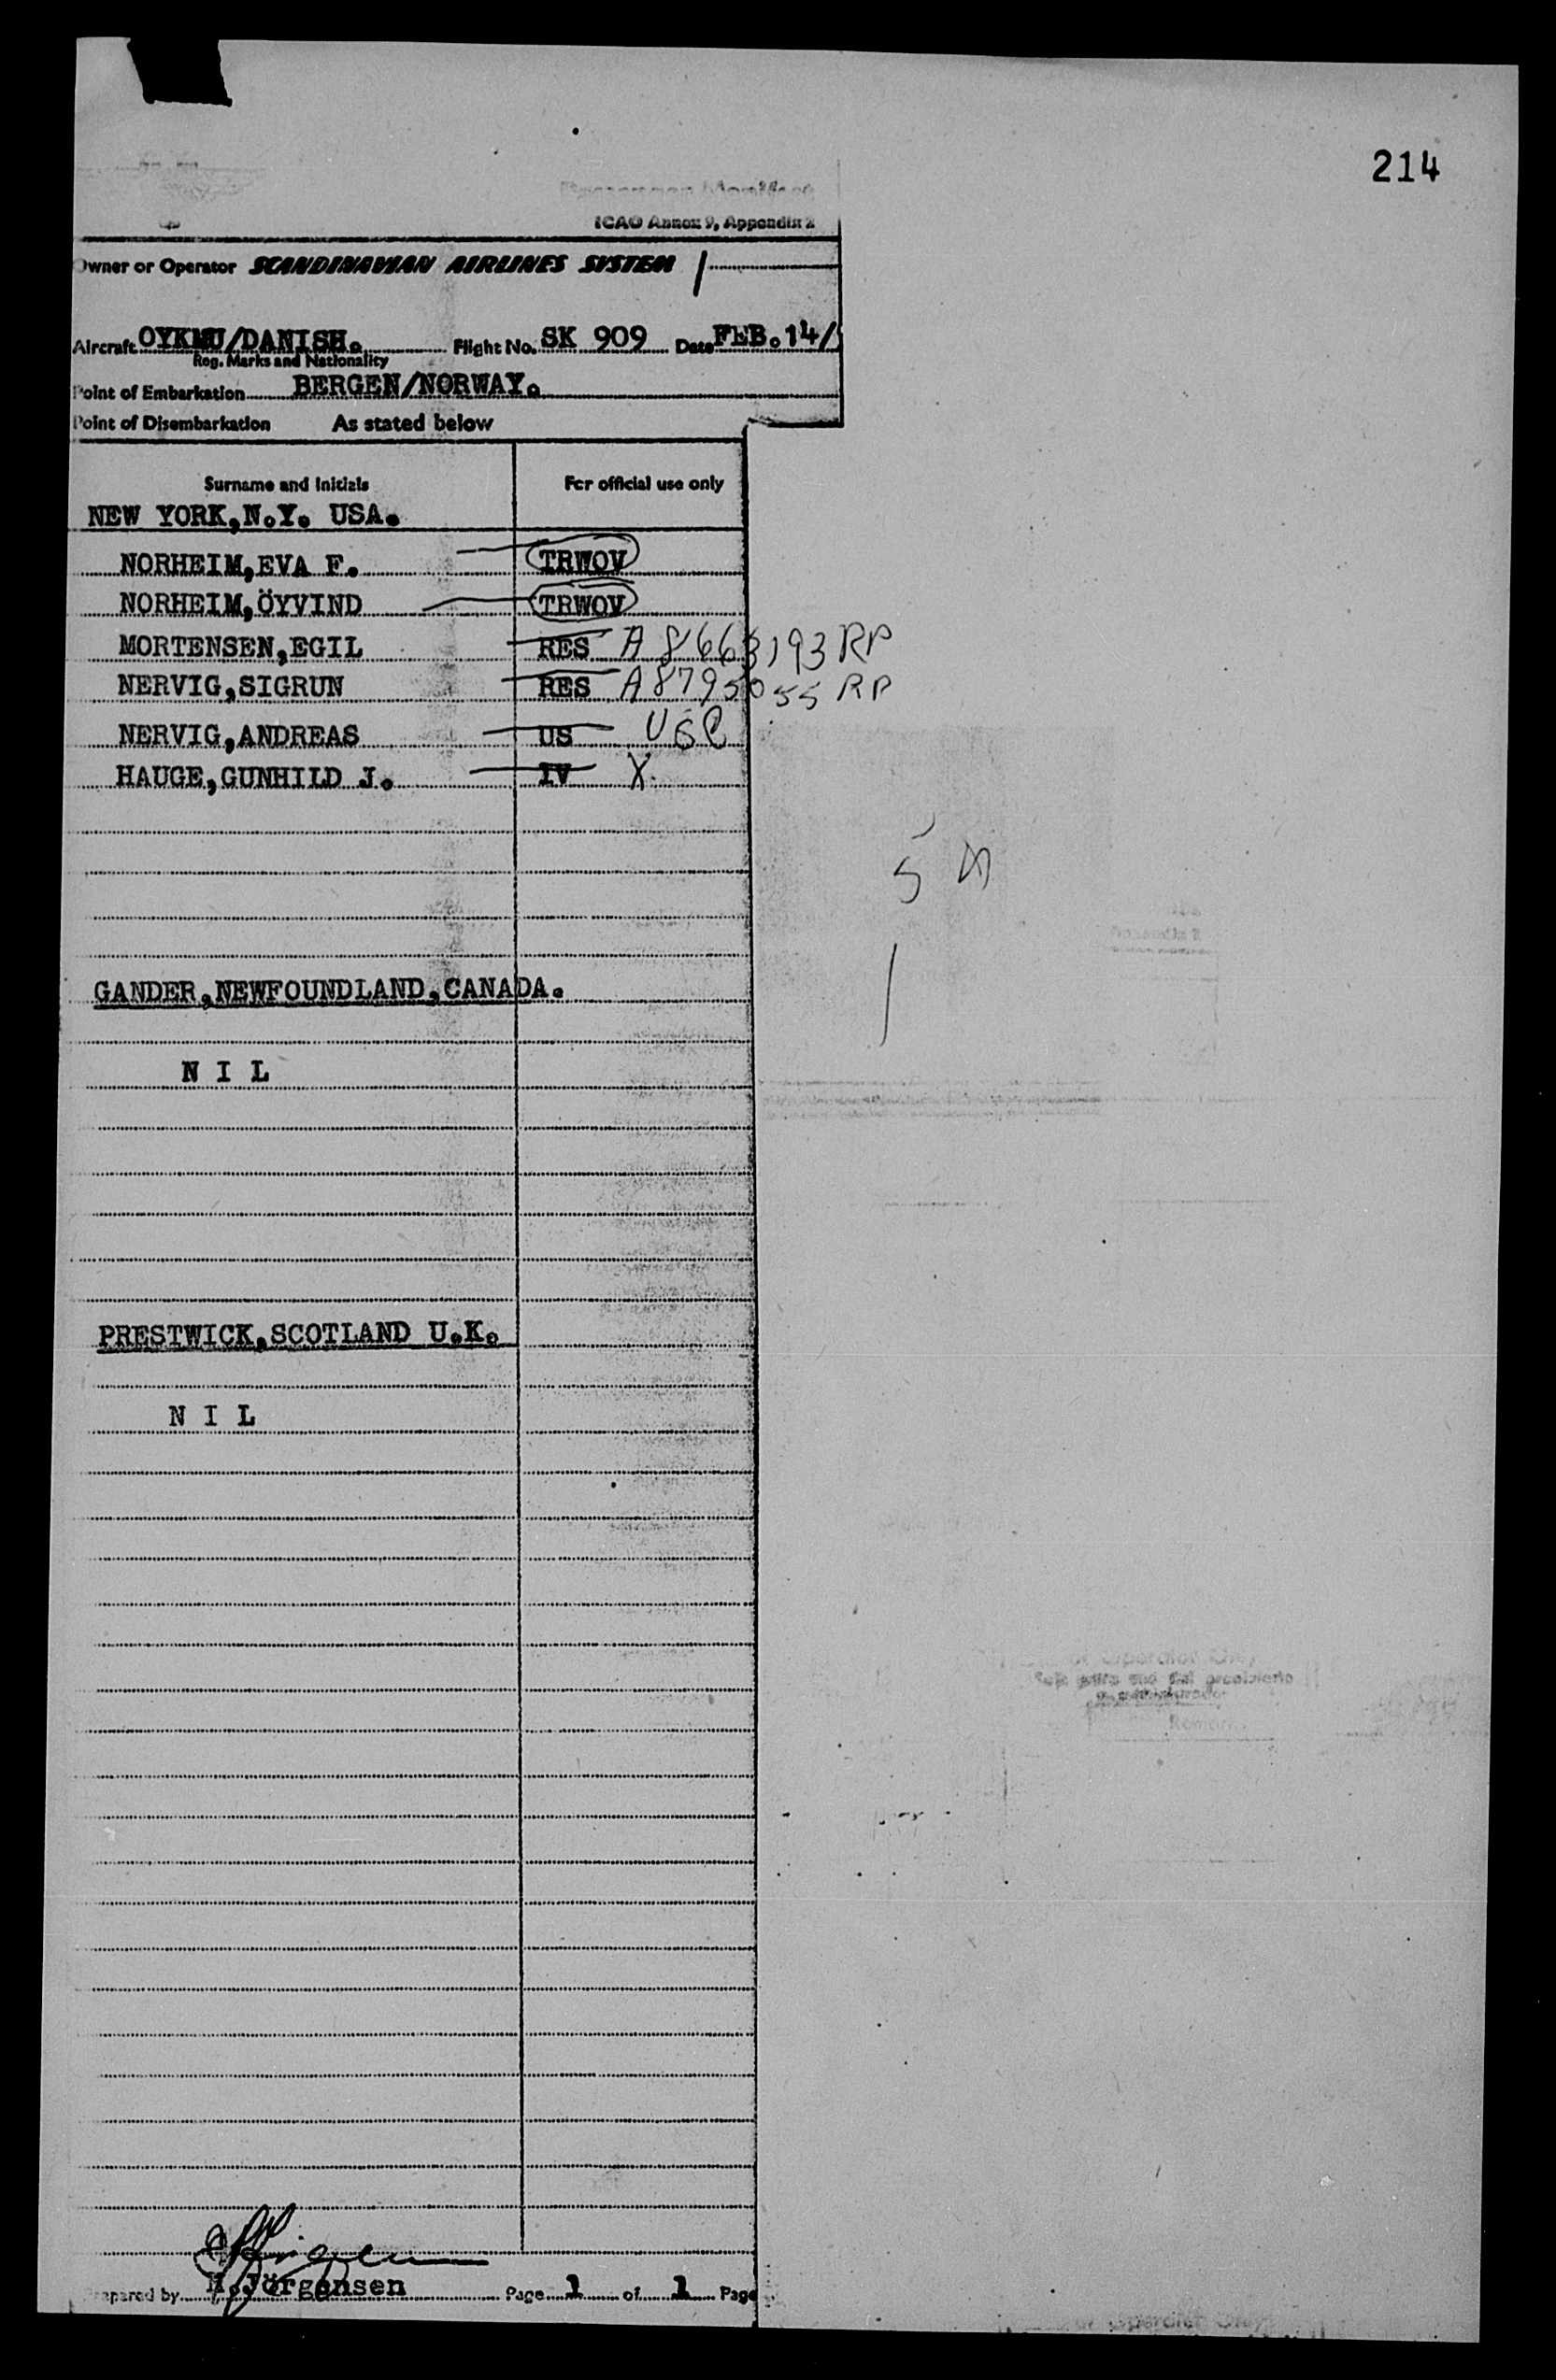 214
Passenger Manifest
ICAO Annex 9, Appendix 2
Owner or Operator SCANDINAVIAN AIRLINES SYSTEM
Aircraft OYKMU/DANISH. Flight No. SK 909 Date FEB.14/
Reg. Marks and Nationality
Point of Embarkation BERGEN/NORWAY.
Point of Disembarkation As stated below
Surname and Initials For official use only
NEW YORK,N.Y. USA.
NORHEIM,EVA F. TRWOV
NORHEIM,ÖYVIND TRWOV
MORTENSEN,EGIL RES A 8663193 RP
NERVIG,SIGRUN RES A8795055 RP
NERVIG,ANDREAS US USC
HAUGE,GUNHILD J. IV X
5
GANDER,NEWFOUNDLAND,CANADA.
N I L
PRESTWICK,SCOTLAND U.K.
N I L
Prepared by Jörgensen Page 1 of 1 Page